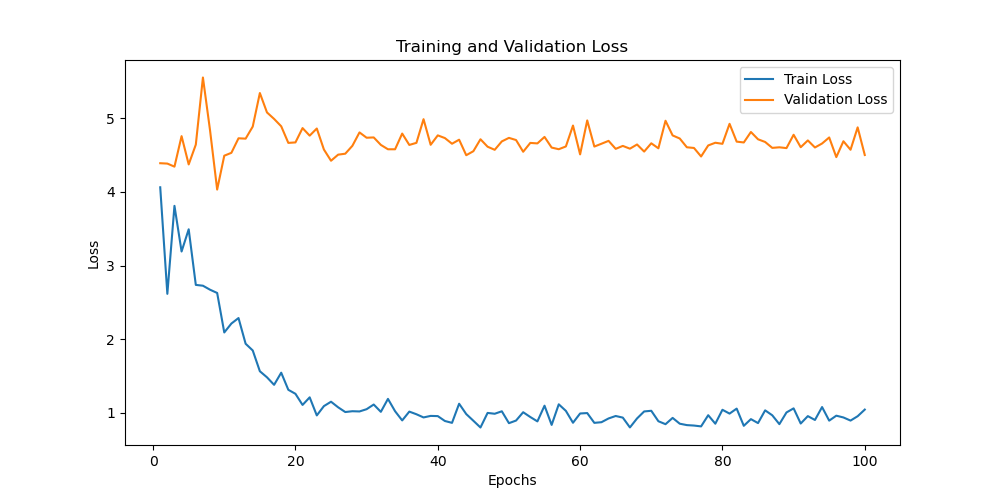 Training and Validation Loss
Train Loss
Validation Loss
5
4
3
2
1
Loss
0 20 40 60 80 100
Epochs